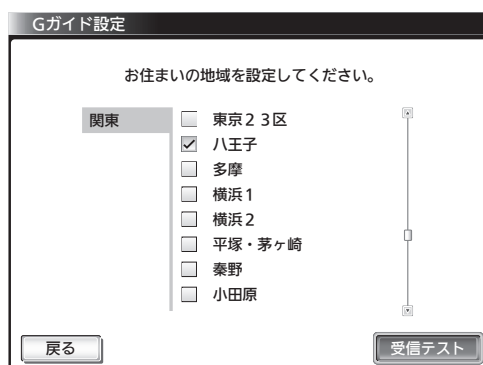 Gガイド設定
お住まいの地域を設定してください。
関東
東京２３区
八王子
多摩
横浜１
横浜２
平塚・茅ヶ崎
秦野
小田原
戻る
受信テスト